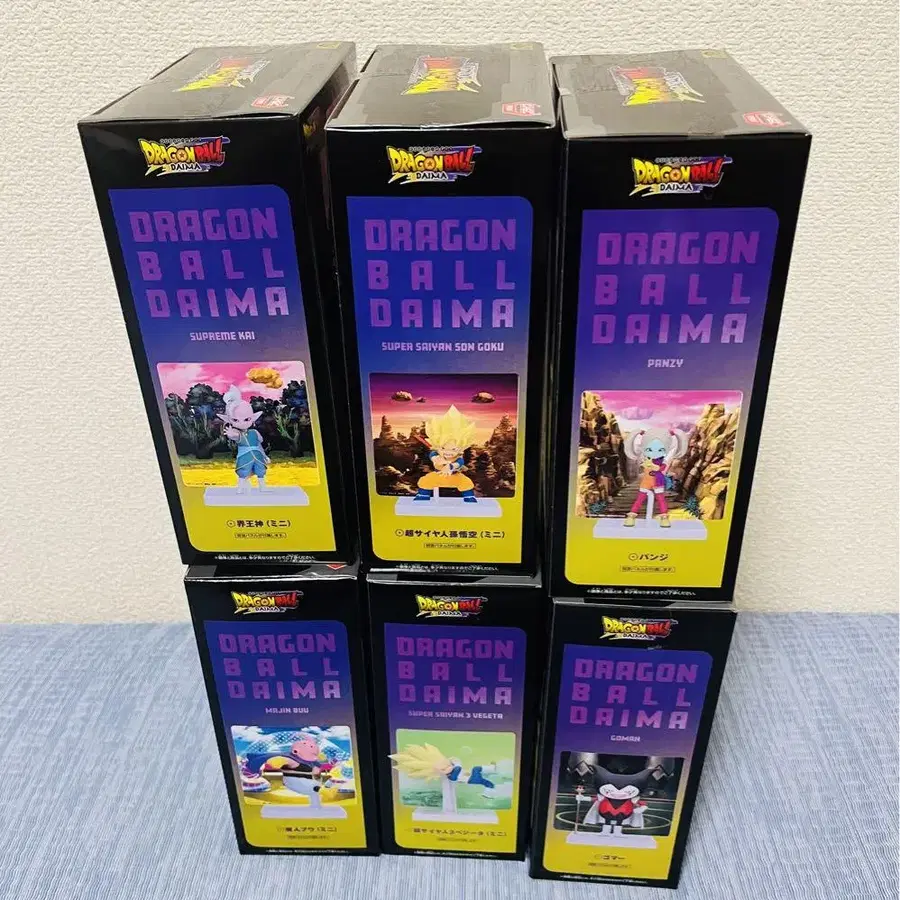 DRAGON BALL
DAIMA
DRAGON
BALL
DAIMA
SUPREME KAI
界王神（ミニ）
DRAGON BALL
DAIMA
DRAGON
BALL
DAIMA
SUPER SAIYAN SON GOKU
超サイヤ人孫悟空（ミニ）
DRAGON BALL
DAIMA
DRAGON
BALL
DAIMA
PANZY
パンジ
DRAGON BALL
DAIMA
DRAGON
BALL
DAIMA
MAJIN BUU
魔人ブウ（ミニ）
DRAGON BALL
DAIMA
DRAGON
BALL
DAIMA
SUPER SAIYAN 3 VEGETA
超サイヤ人3ベジータ（ミニ）
DRAGON BALL
DAIMA
DRAGON
BALL
DAIMA
GOMAH
ゴマー